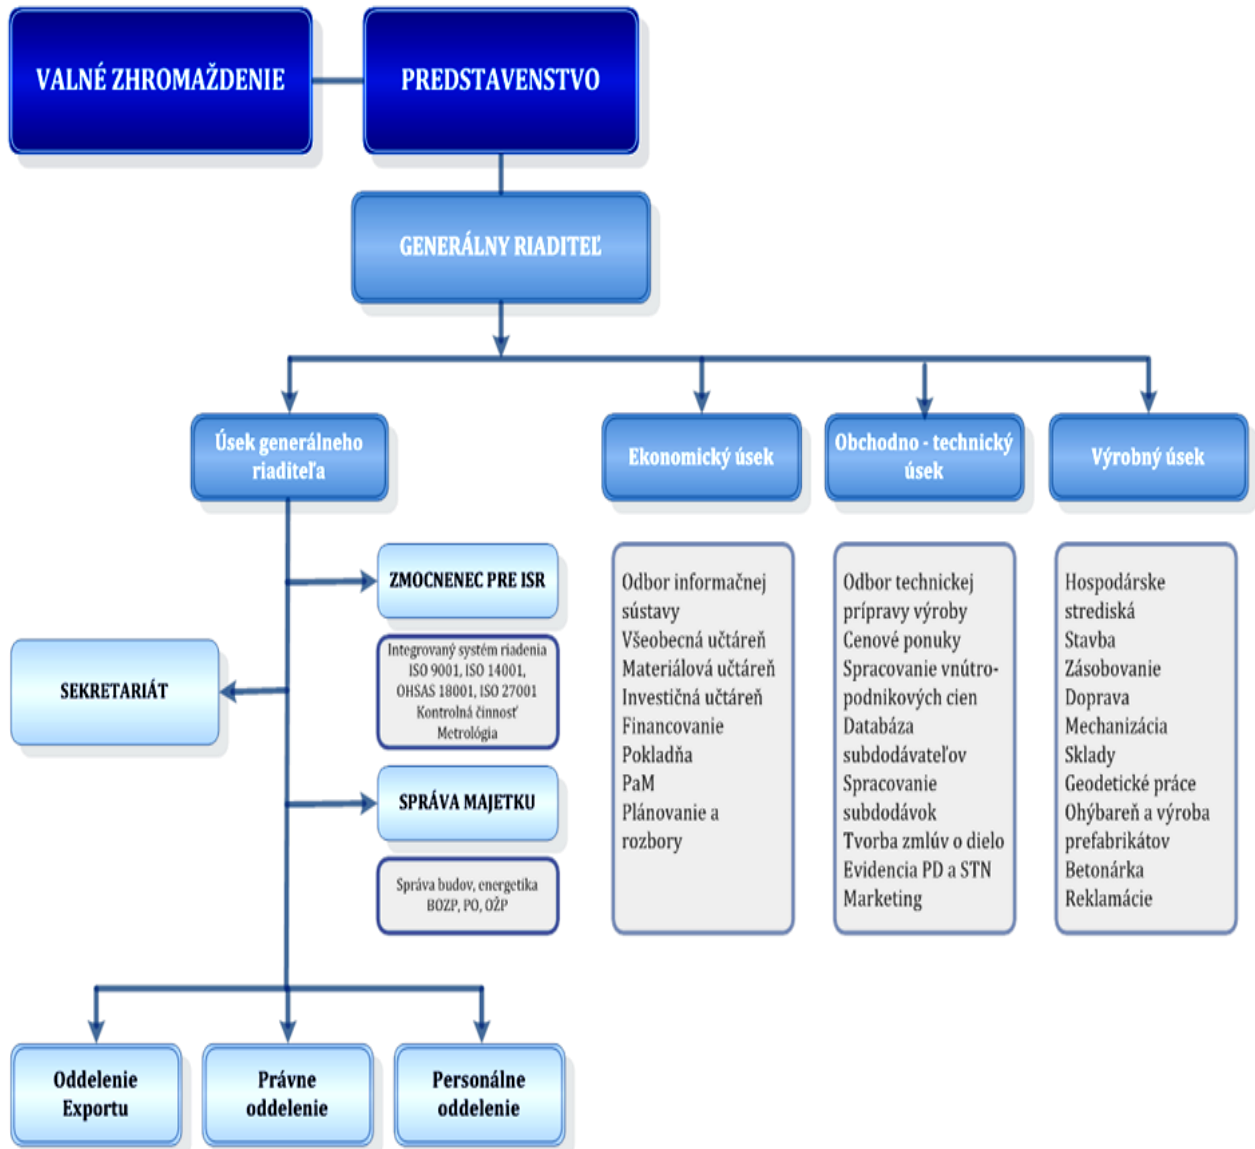 VALNÉ ZHROMAŽDENIE
PREDSTAVENSTVO
GENERÁLNY RIADITEĽ
Úsek generálneho
riaditeľa
Ekonomický úsek
Obchodno - technický
úsek
Výrobný úsek
ZMOCNENEC PRE ISR
Integrovaný systém riadenia
ISO 9001, ISO 14001,
OHSAS 18001, ISO 27001
Kontrolná činnosť
Metrológia
SEKRETARIÁT
SPRÁVA MAJETKU
Správa budov, energetika
BOZP, PO, OŽP
Odbor informačnej
sústavy
Všeobecná učtáreň
Materiálová učtáreň
Investičná učtáreň
Financovanie
Pokladňa
PaM
Plánovanie a
rozbory
Odbor technickej
prípravy výroby
Cenové ponuky
Spracovanie vnútro-
podnikových cien
Databáza
subdodávateľov
Spracovanie
subdodávok
Tvorba zmlúv o dielo
Evidencia PD a STN
Marketing
Hospodárske
strediská
Stavba
Zásobovanie
Doprava
Mechanizácia
Sklady
Geodetické práce
Ohýbareň a výroba
prefabrikátov
Betonárka
Reklamácie
Oddelenie
Exportu
Právne
oddelenie
Personálne
oddelenie